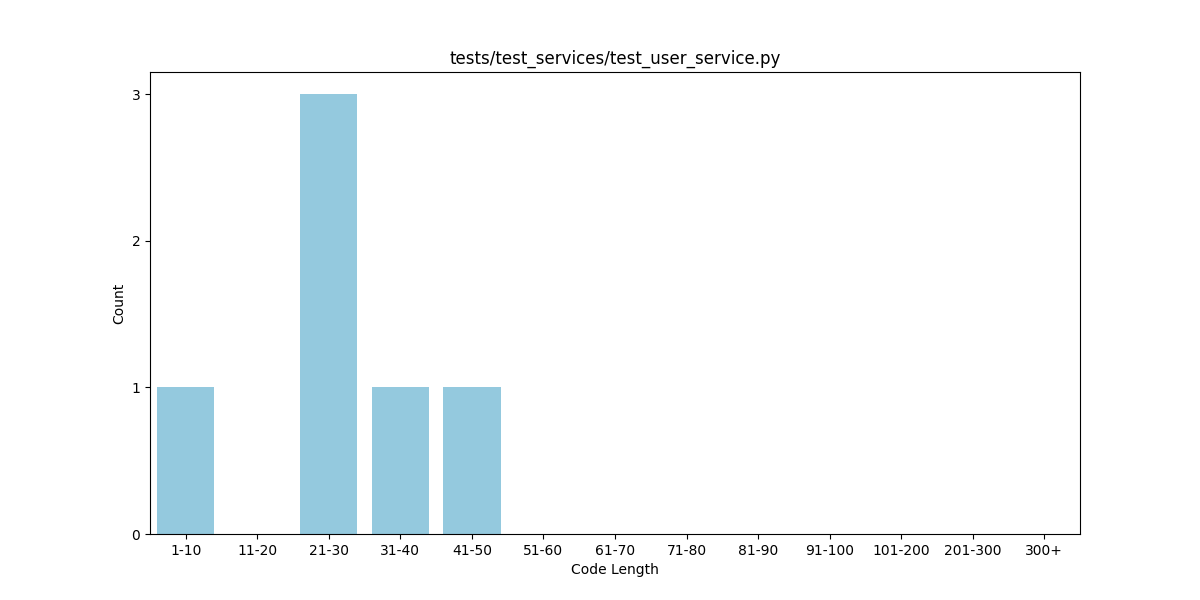 tests/test_services/test_user_service.py
3
2
1
0
Count
1-10 11-20 21-30 31-40 41-50 51-60 61-70 71-80 81-90 91-100 101-200 201-300 300+
Code Length